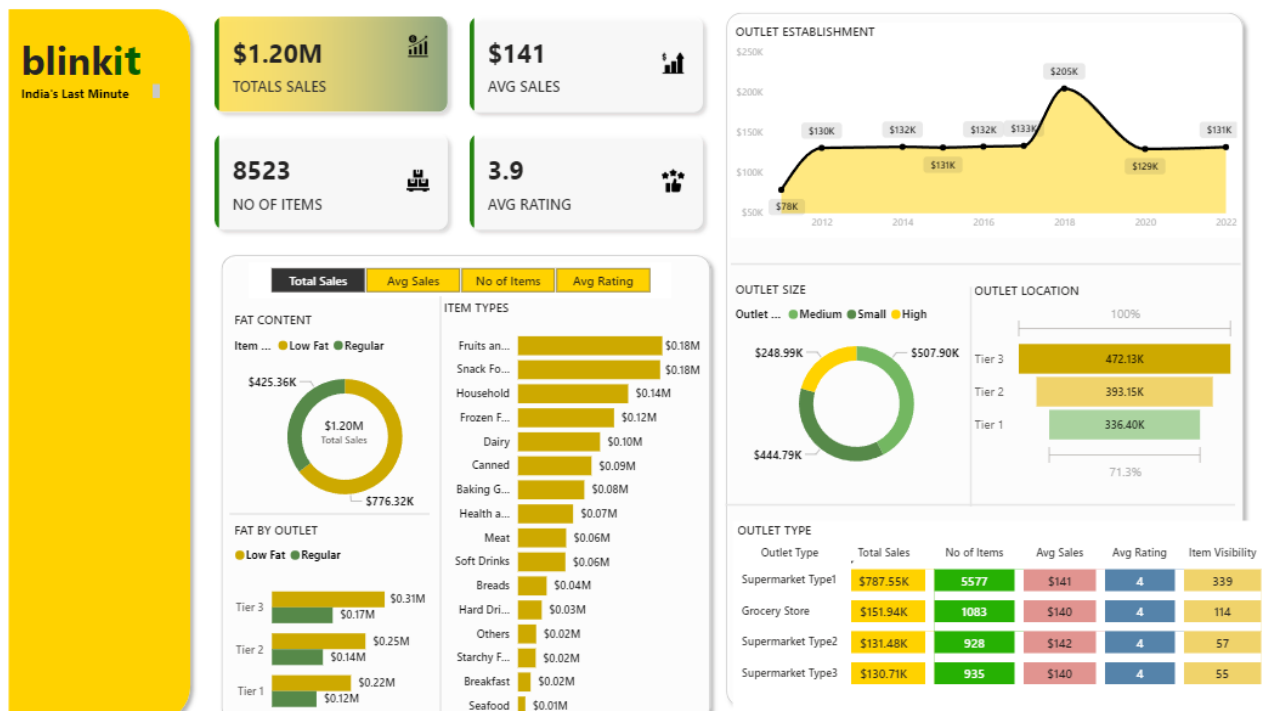 blinkit
India's Last Minute
$1.20M
TOTALS SALES
$141
AVG SALES
8523
NO OF ITEMS
3.9
AVG RATING
OUTLET ESTABLISHMENT
$250K
$200K
$150K
$100K
$50K
$78K
$130K
$132K
$131K
$132K
$133K
$205K
$129K
$131K
2012
2014
2016
2018
2020
2022
Total Sales
Avg Sales
No of Items
Avg Rating
FAT CONTENT
Item ... Low Fat Regular
$425.36K
$1.20M
Total Sales
$776.32K
FAT BY OUTLET
Low Fat Regular
Tier 3 $0.31M
$0.17M
Tier 2 $0.25M
$0.14M
Tier 1 $0.22M
$0.12M
ITEM TYPES
Fruits an... $0.18M
Snack Fo... $0.18M
Household $0.14M
Frozen F... $0.12M
Dairy $0.10M
Canned $0.09M
Baking G... $0.08M
Health a... $0.07M
Meat $0.06M
Soft Drinks $0.06M
Breads $0.04M
Hard Dri... $0.03M
Others $0.02M
Starchy F... $0.02M
Breakfast $0.02M
Seafood $0.01M
OUTLET SIZE
Outlet ... Medium Small High
$248.99K
$507.90K
$444.79K
OUTLET LOCATION
100%
Tier 3 472.13K
Tier 2 393.15K
Tier 1 336.40K
71.3%
OUTLET TYPE
Outlet Type Total Sales No of Items Avg Sales Avg Rating Item Visibility
Supermarket Type1 $787.55K 5577 $141 4 339
Grocery Store $151.94K 1083 $140 4 114
Supermarket Type2 $131.48K 928 $142 4 57
Supermarket Type3 $130.71K 935 $140 4 55